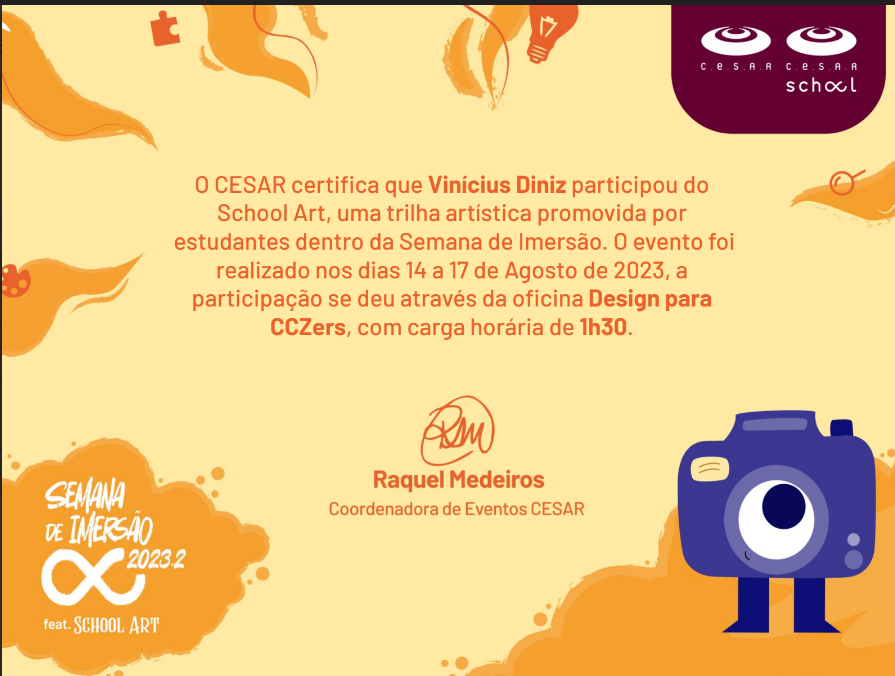 C.e.S.A.R C.e.S.A.R
school
O CESAR certifica que Vinícius Diniz participou do
School Art, uma trilha artística promovida por
estudantes dentro da Semana de Imersão. O evento foi
realizado nos dias 14 a 17 de Agosto de 2023, a
participação se deu através da oficina Design para
CCZers, com carga horária de 1h30.
Raquel Medeiros
Coordenadora de Eventos CESAR
SEMANA
DE IMERSÃO
2023.2
feat. SCHOOL ART